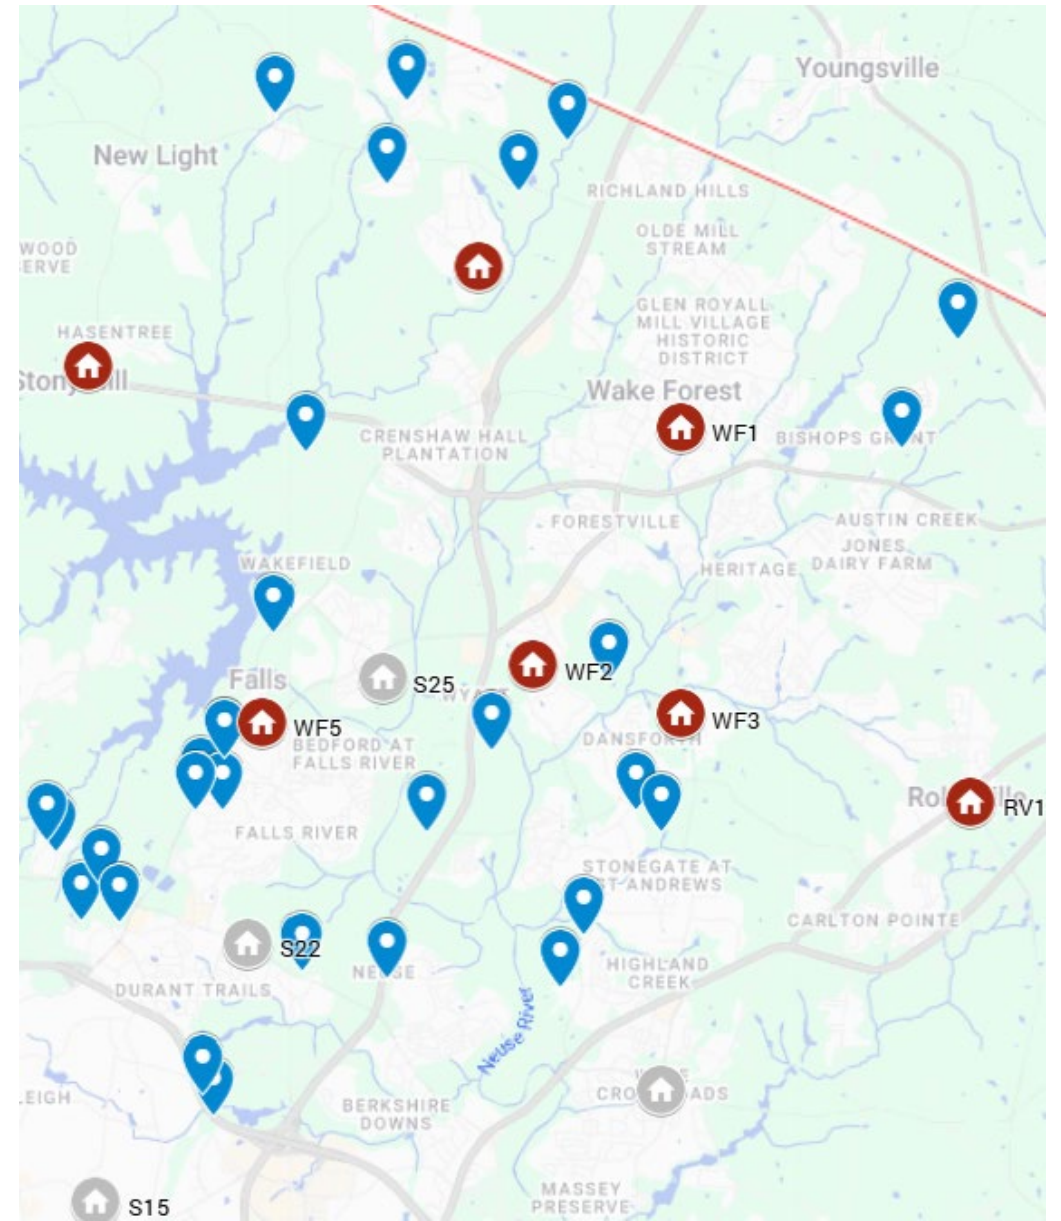 Youngsville
New Light
RICHLAND HILLS
OLDE MILL
STREAM
WOOD
ERVE
GLEN ROYALL
MILL VILLAGE
HISTORIC
DISTRICT
HASENTREE
Wake Forest
WF1
BISHOPS GRANT
CRENSHAW HALL
PLANTATION
FORESTVILLE
AUSTIN CREEK
JONES
DAIRY FARM
WAKEFIELD
HERITAGE
Falls
S25
WF2
WF5
WF3
BEDFORD AT
FALLS RIVER
DANSFORTH
RV1
FALLS RIVER
STONEGATE AT
ST ANDREWS
CARLTON POINTE
S22
NEUSE
HIGHLAND
CREEK
DURANT TRAILS
Neuse River
LEIGH
BERKSHIRE
DOWNS
MASSEY
PRESERVE
S15